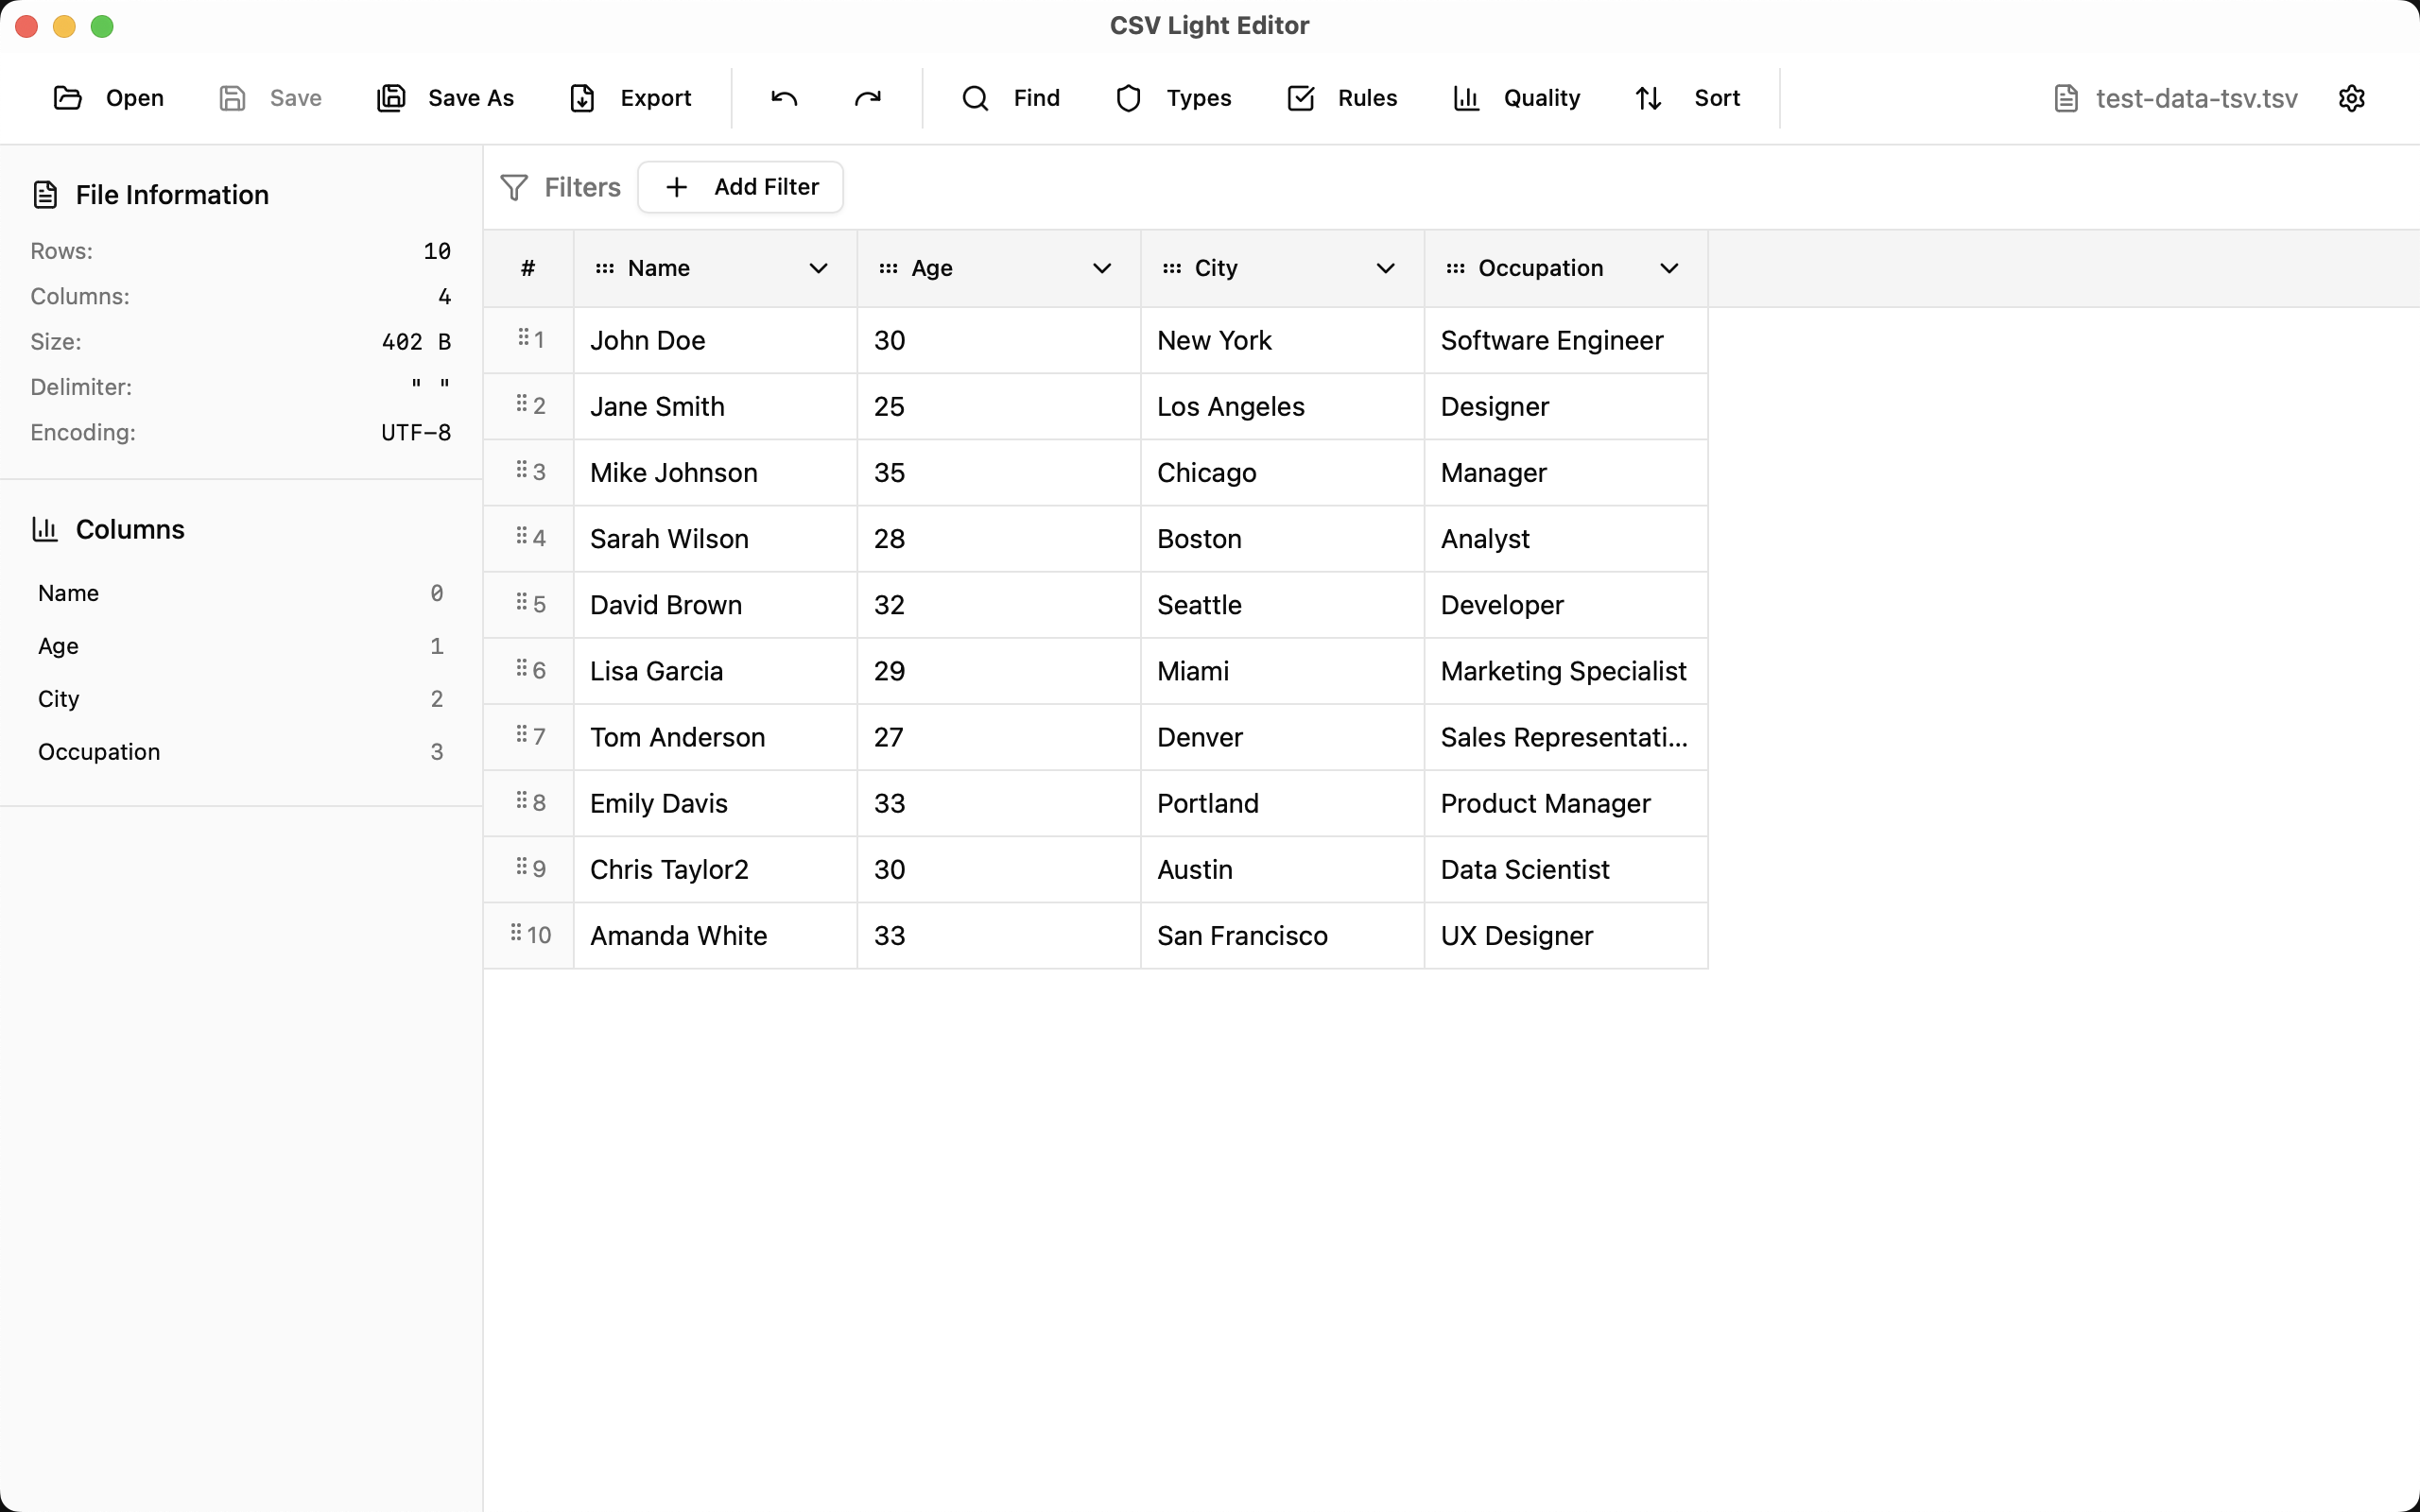 CSV Light Editor
Open Save Save As Export Find Types Rules Quality Sort test-data-tsv.tsv
File Information
Rows: 10
Columns: 4
Size: 402 B
Delimiter: " "
Encoding: UTF-8
Columns
Name 0
Age 1
City 2
Occupation 3
Filters Add Filter
# Name Age City Occupation
1 John Doe 30 New York Software Engineer
2 Jane Smith 25 Los Angeles Designer
3 Mike Johnson 35 Chicago Manager
4 Sarah Wilson 28 Boston Analyst
5 David Brown 32 Seattle Developer
6 Lisa Garcia 29 Miami Marketing Specialist
7 Tom Anderson 27 Denver Sales Representati...
8 Emily Davis 33 Portland Product Manager
9 Chris Taylor2 30 Austin Data Scientist
10 Amanda White 33 San Francisco UX Designer